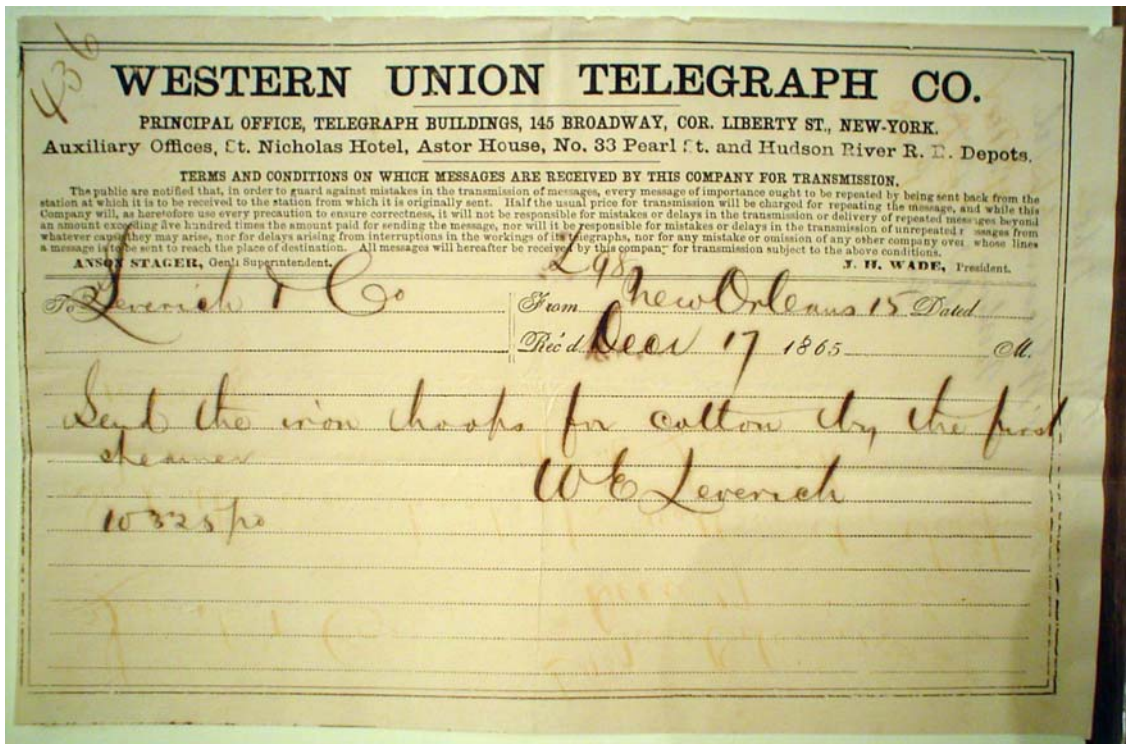 436
WESTERN UNION TELEGRAPH CO.
PRINCIPAL OFFICE, TELEGRAPH BUILDINGS, 145 BROADWAY, COR. LIBERTY ST., NEW-YORK.
Auxiliary Offices, St. Nicholas Hotel, Astor House, No. 33 Pearl St. and Hudson River R. R. Depots.
TERMS AND CONDITIONS ON WHICH MESSAGES ARE RECEIVED BY THIS COMPANY FOR TRANSMISSION.
The public are notified that, in order to guard against mistakes in the transmission of messages, every message of importance ought to be repeated by being sent back from the
station at which it is to be received to the station from which it is originally sent. Half the usual price for transmission will be charged for repeating the message, and while this
Company will, as heretofore use every precaution to ensure correctness, it will not be responsible for mistakes or delays in the transmission or delivery of repeated messages beyond
an amount exceeding five hundred times the amount paid for sending the message, nor will it be responsible for mistakes or delays in the transmission of unrepeated messages from
whatever cause they may arise, nor for delays arising from interruptions in the workings of its telegraphs, nor for any mistake or omission of any other company over whose lines
a message is to be sent to reach the place of destination. All messages will hereafter be received by this company for transmission subject to the above conditions.
ANSON STAGER, Gen'l Superintendent. J. H. WADE, President.
To Leverich & Co From New Orleans 15 Dated
Rec'd Decr 17 1865 M.
Send the iron hoops for cotton by the first
steamer
W E Leverich
10 325